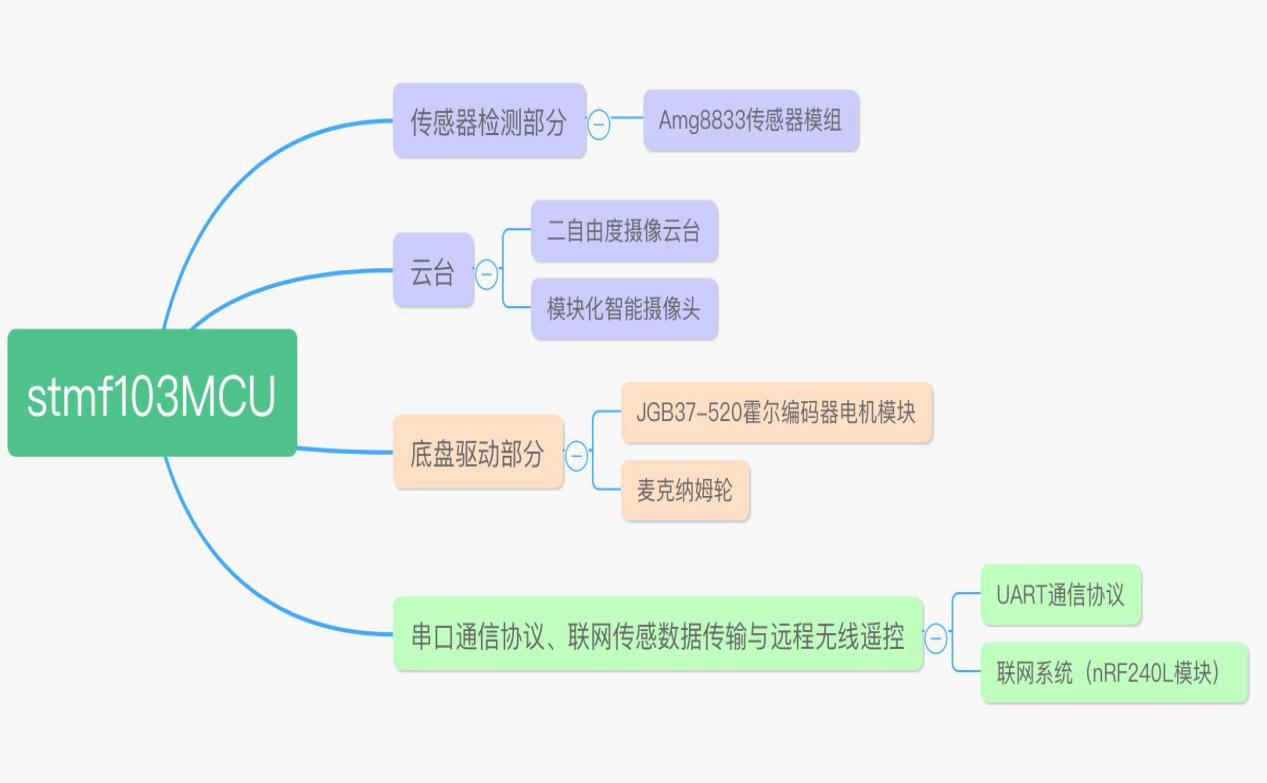 传感器检测部分
Amg8833传感器模组
云台
二自由度摄像云台
模块化智能摄像头
stmf103MCU
底盘驱动部分
JGB37-520霍尔编码器电机模块
麦克纳姆轮
串口通信协议、联网传感数据传输与远程无线遥控
UART通信协议
联网系统（nRF240L模块）